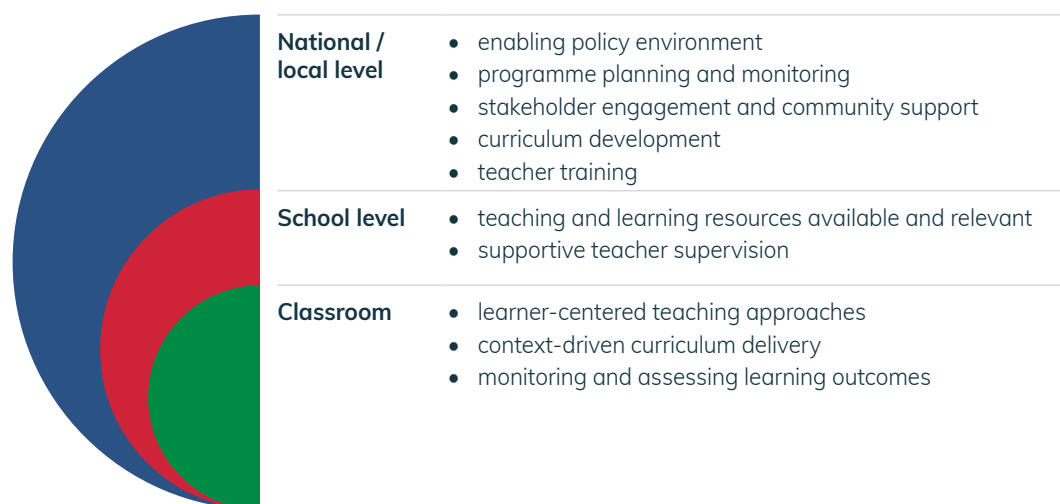 National /
local level
• enabling policy environment
• programme planning and monitoring
• stakeholder engagement and community support
• curriculum development
• teacher training
School level
• teaching and learning resources available and relevant
• supportive teacher supervision
Classroom
• learner-centered teaching approaches
• context-driven curriculum delivery
• monitoring and assessing learning outcomes